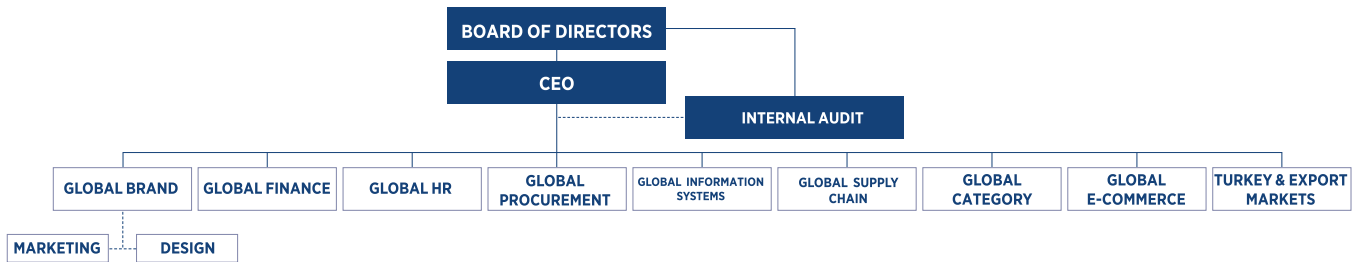 BOARD OF DIRECTORS
CEO
INTERNAL AUDIT
GLOBAL BRAND
GLOBAL FINANCE
GLOBAL HR
GLOBAL
PROCUREMENT
GLOBAL INFORMATION
SYSTEMS
GLOBAL SUPPLY
CHAIN
GLOBAL
CATEGORY
GLOBAL
E-COMMERCE
TURKEY & EXPORT
MARKETS
MARKETING
DESIGN